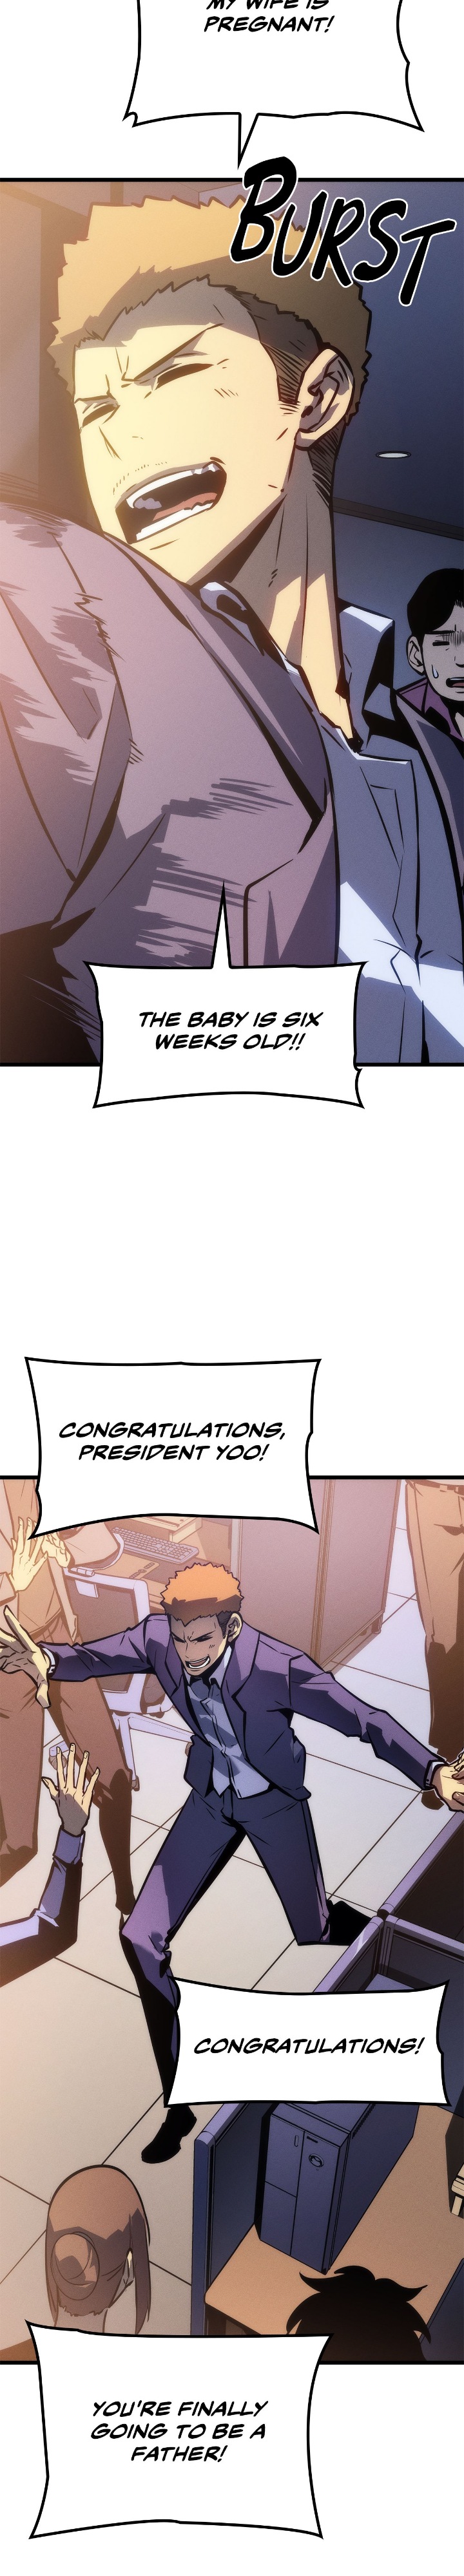 MY WIFE IS
PREGNANT!
BURST
THE BABY IS SIX
WEEKS OLD!!
CONGRATULATIONS,
PRESIDENT YOO!
CONGRATULATIONS!
YOU'RE FINALLY
GOING TO BE A
FATHER!